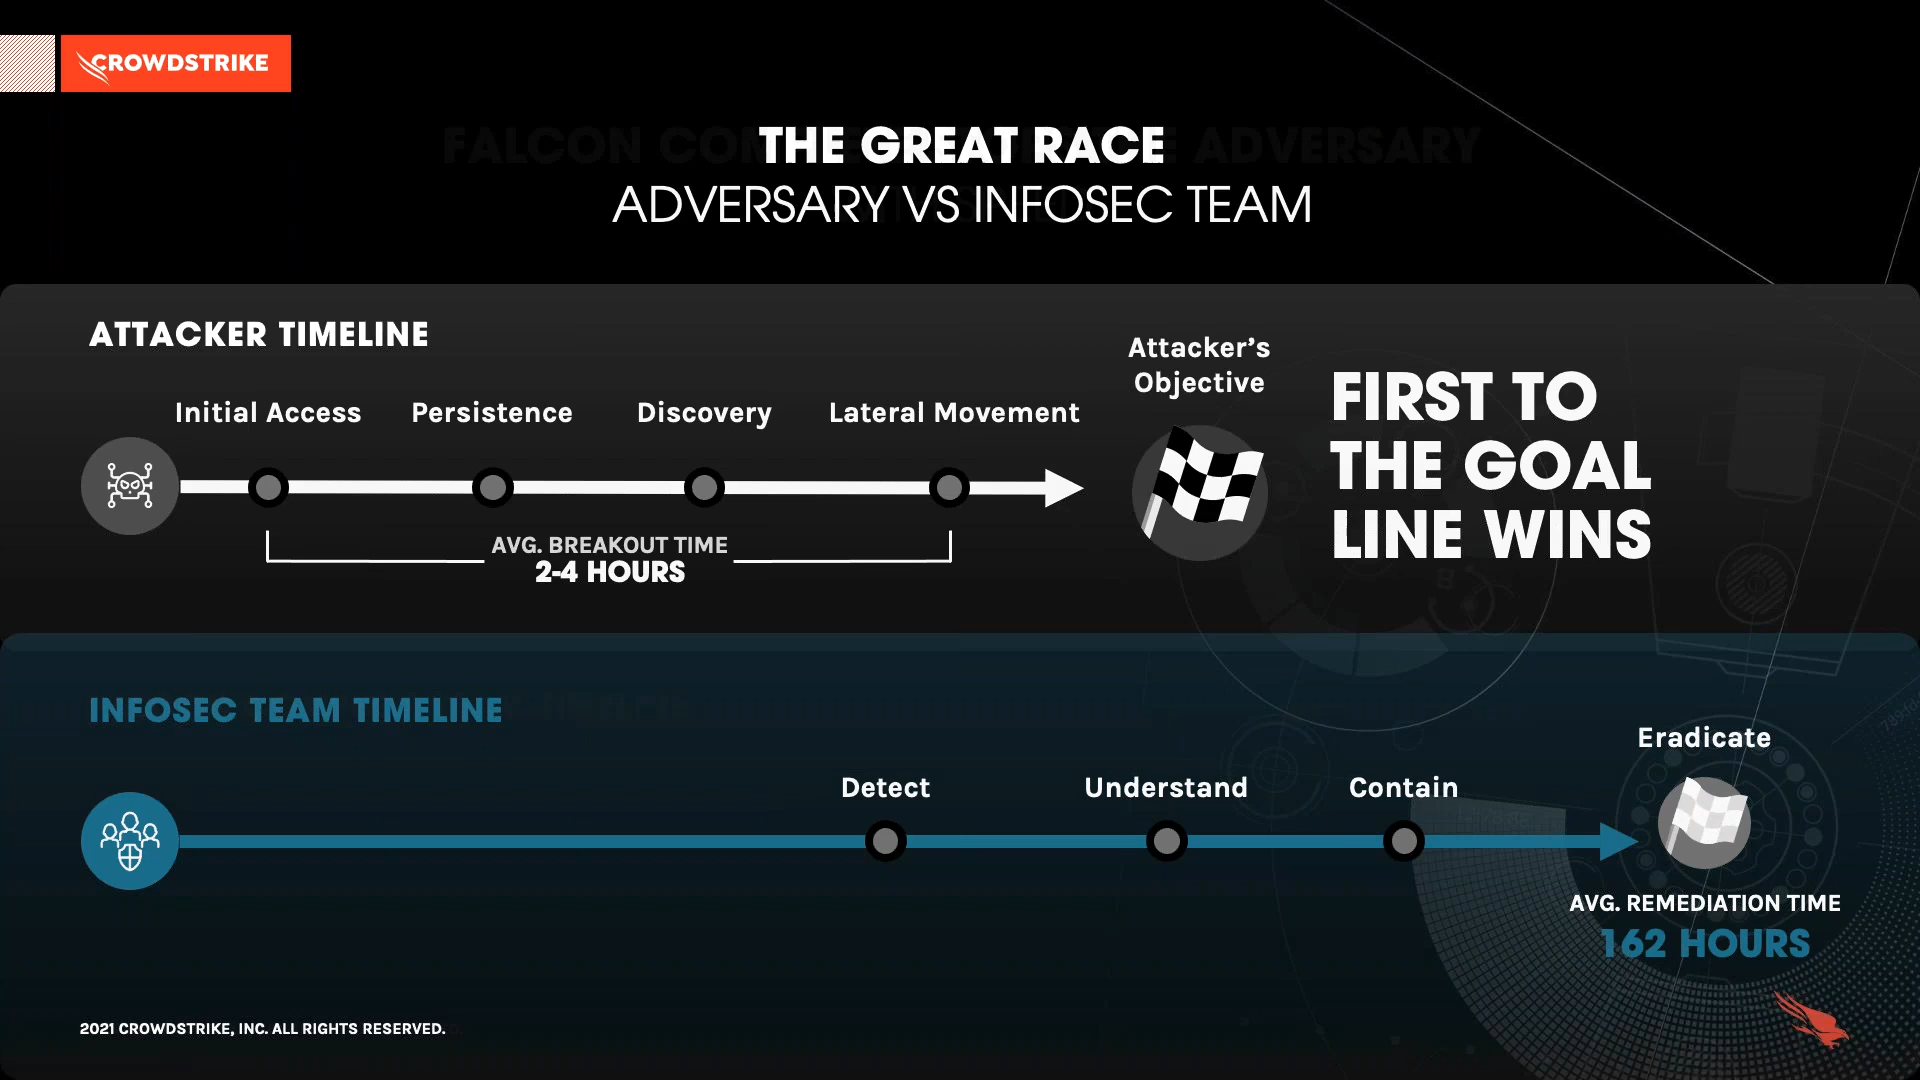 CROWDSTRIKE
THE GREAT RACE
ADVERSARY VS INFOSEC TEAM
ATTACKER TIMELINE
Initial Access
Persistence
Discovery
Lateral Movement
Attacker’s
Objective
AVG. BREAKOUT TIME
2-4 HOURS
FIRST TO
THE GOAL
LINE WINS
INFOSEC TEAM TIMELINE
Detect
Understand
Contain
Eradicate
AVG. REMEDIATION TIME
162 HOURS
2021 CROWDSTRIKE, INC. ALL RIGHTS RESERVED.